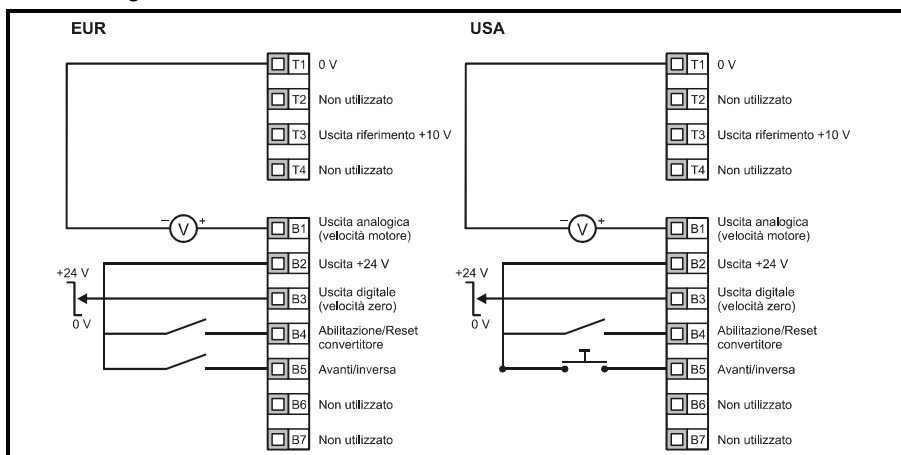 EUR
T1 0 V
T2 Non utilizzato
T3 Uscita riferimento +10 V
T4 Non utilizzato
− V +
B1 Uscita analogica
(velocità motore)
B2 Uscita +24 V
+24 V
B3 Uscita digitale
(velocità zero)
0 V
B4 Abilitazione/Reset
convertitore
B5 Avanti/inversa
B6 Non utilizzato
B7 Non utilizzato
USA
T1 0 V
T2 Non utilizzato
T3 Uscita riferimento +10 V
T4 Non utilizzato
− V +
B1 Uscita analogica
(velocità motore)
B2 Uscita +24 V
+24 V
B3 Uscita digitale
(velocità zero)
0 V
B4 Abilitazione/Reset
convertitore
B5 Avanti/inversa
B6 Non utilizzato
B7 Non utilizzato